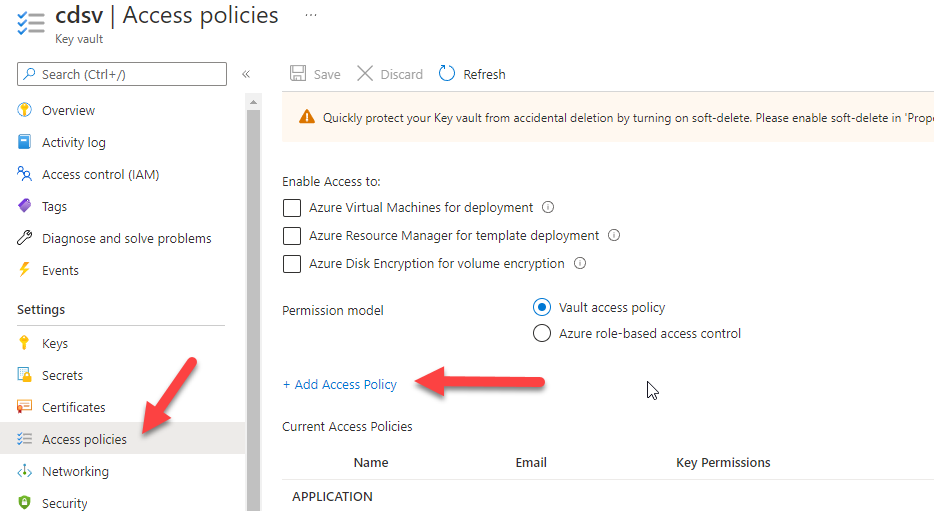 cdsv | Access policies ...
Key vault
Search (Ctrl+/)
«
Save Discard Refresh
Overview
Activity log
Access control (IAM)
Tags
Diagnose and solve problems
Events
Settings
Keys
Secrets
Certificates
Access policies
Networking
Security
Quickly protect your Key vault from accidental deletion by turning on soft-delete. Please enable soft-delete in 'Prope
Enable Access to:
Azure Virtual Machines for deployment
Azure Resource Manager for template deployment
Azure Disk Encryption for volume encryption
Permission model
Vault access policy
Azure role-based access control
+ Add Access Policy
Current Access Policies
Name Email Key Permissions
APPLICATION